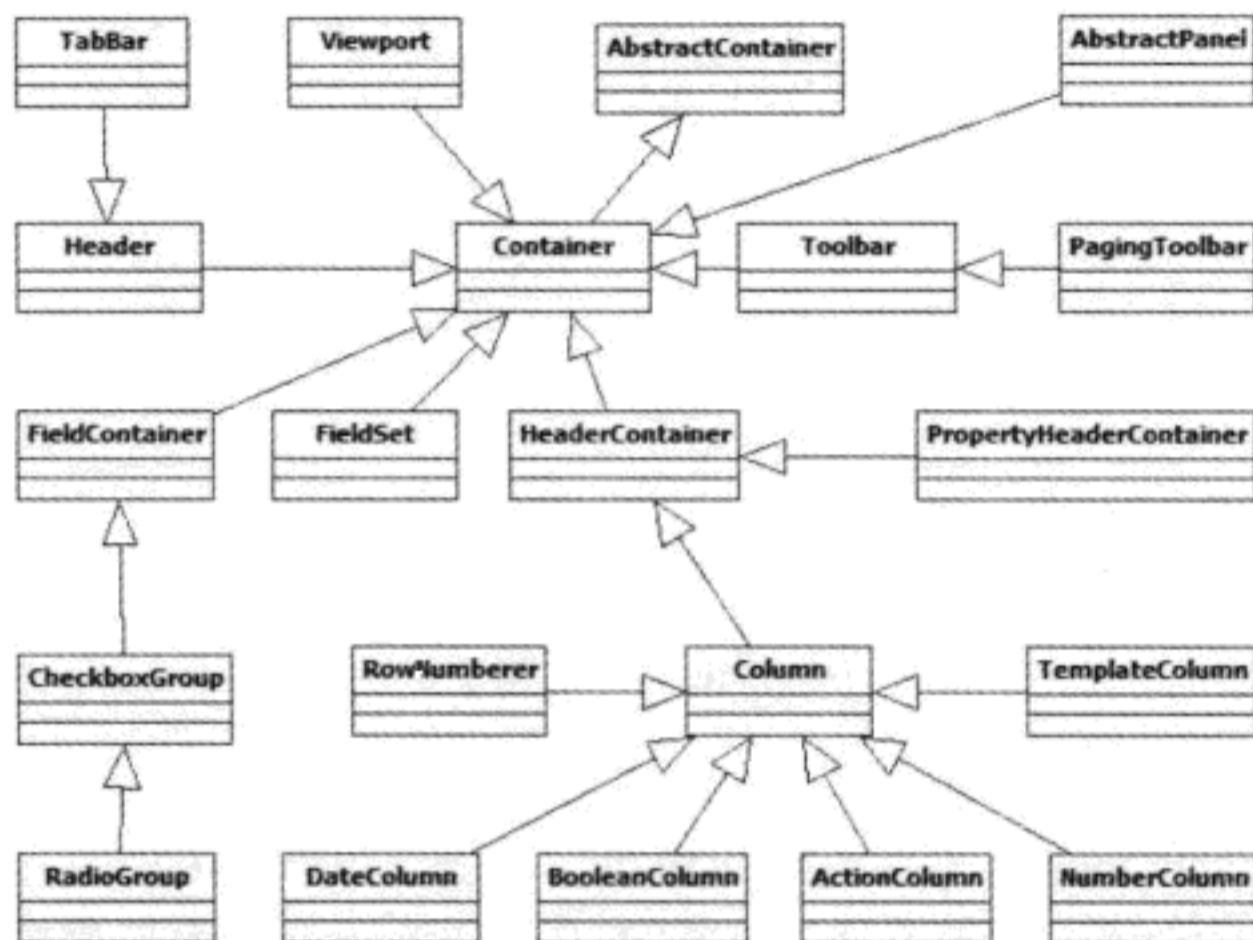 TabBar
Viewport
AbstractContainer
AbstractPanel
Header
Container
Toolbar
PagingToolbar
FieldContainer
FieldSet
HeaderContainer
PropertyHeaderContainer
CheckboxGroup
RowNumberer
Column
TemplateColumn
RadioGroup
DateColumn
BooleanColumn
ActionColumn
NumberColumn